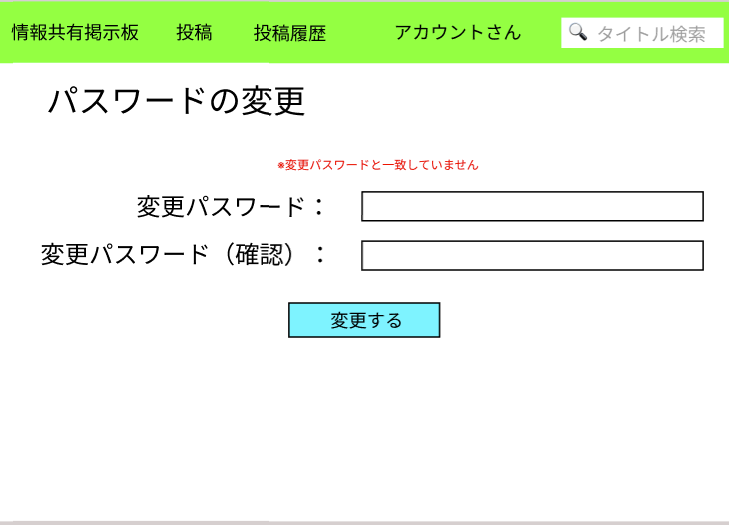 情報共有掲示板 投稿 投稿履歴 アカウントさん タイトル検索
パスワードの変更
※変更パスワードと一致していません
変更パスワード：
変更パスワード（確認）：
変更する